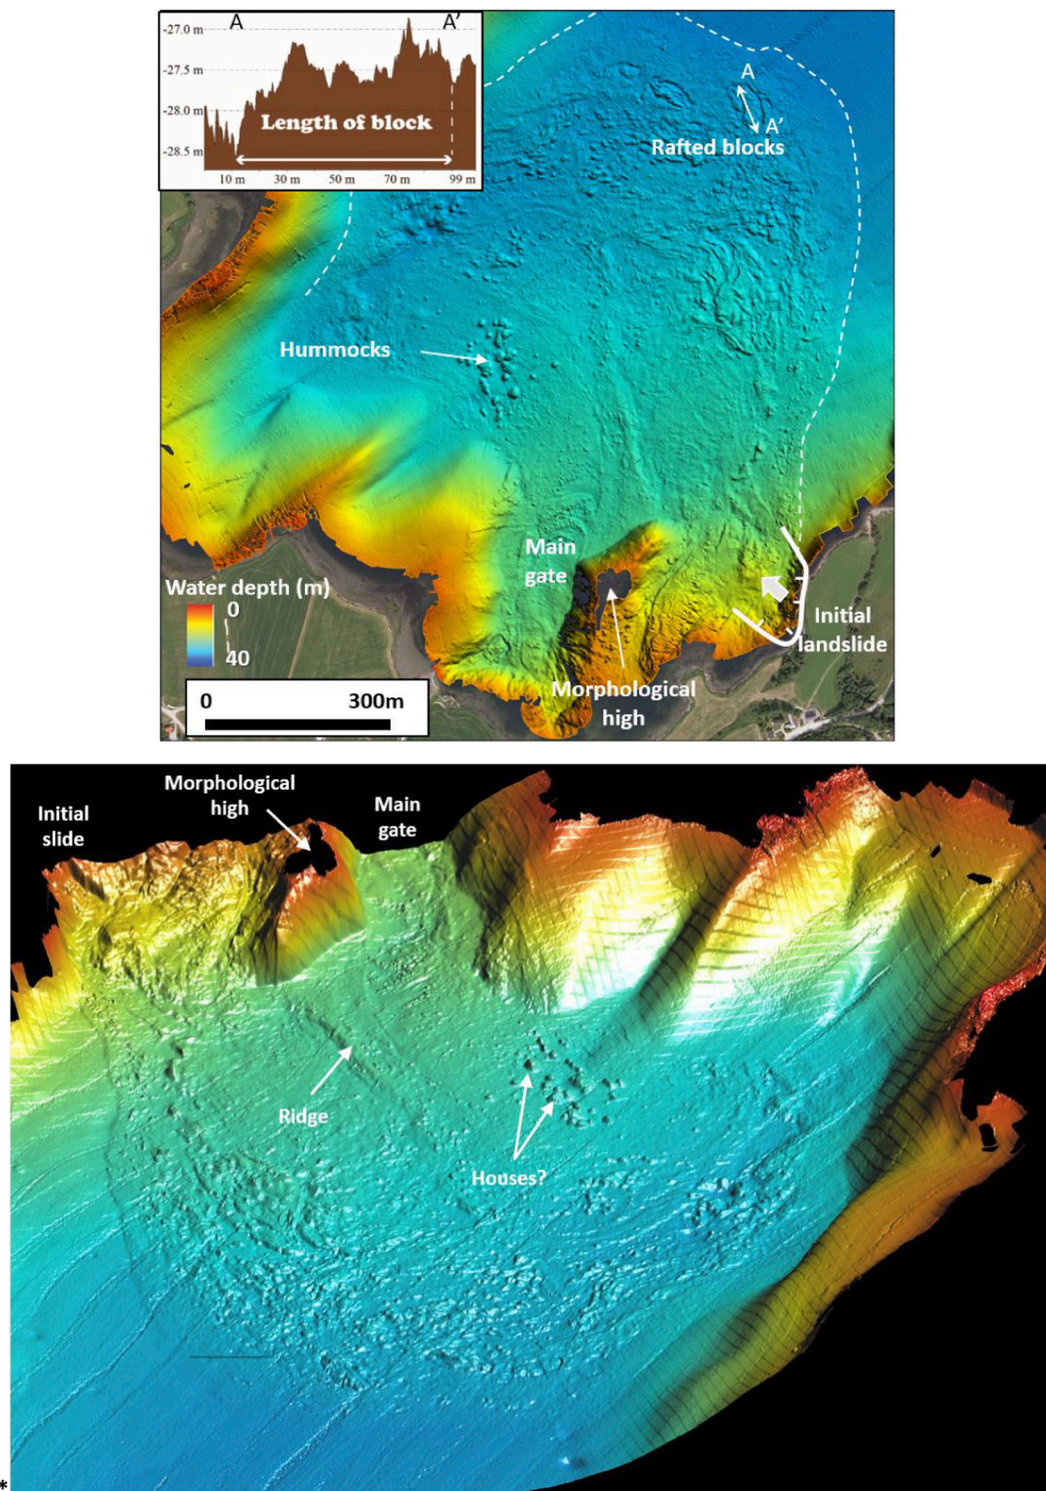 A A'
-27.0 m
-27.5 m
-28.0 m
-28.5 m
Length of block
10 m 30 m 50 m 70 m 99 m
A
A'
Rafted blocks
Hummocks
Main
gate
Water depth (m)
0
40
Initial
landslide
Morphological
high
0 300m
Morphological
high
Main
gate
Initial
slide
Ridge
Houses?
*